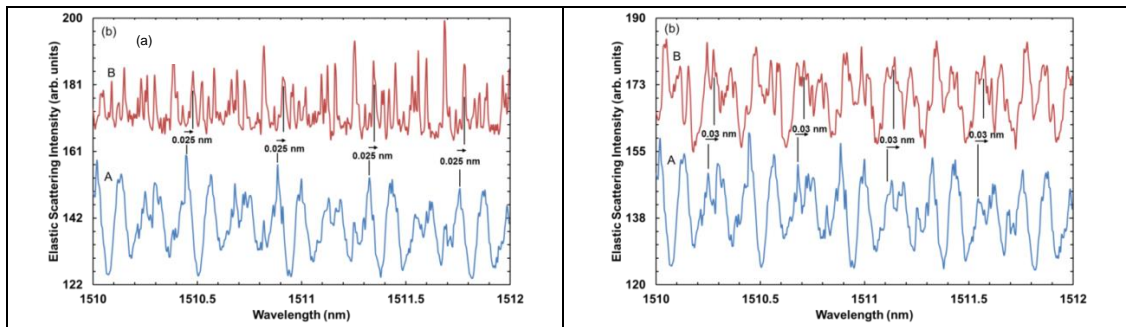 200
(b)
(a)
B
181
0.025 nm
0.025 nm
0.025 nm
0.025 nm
161
A
142
122
1510
1510.5
1511
1511.5
1512
Elastic Scattering Intensity (arb. units)
Wavelength (nm)
190
(b)
B
173
0.03 nm
0.03 nm
0.03 nm
0.03 nm
155
A
138
120
1510
1510.5
1511
1511.5
1512
Elastic Scattering Intensity (arb. units)
Wavelength (nm)